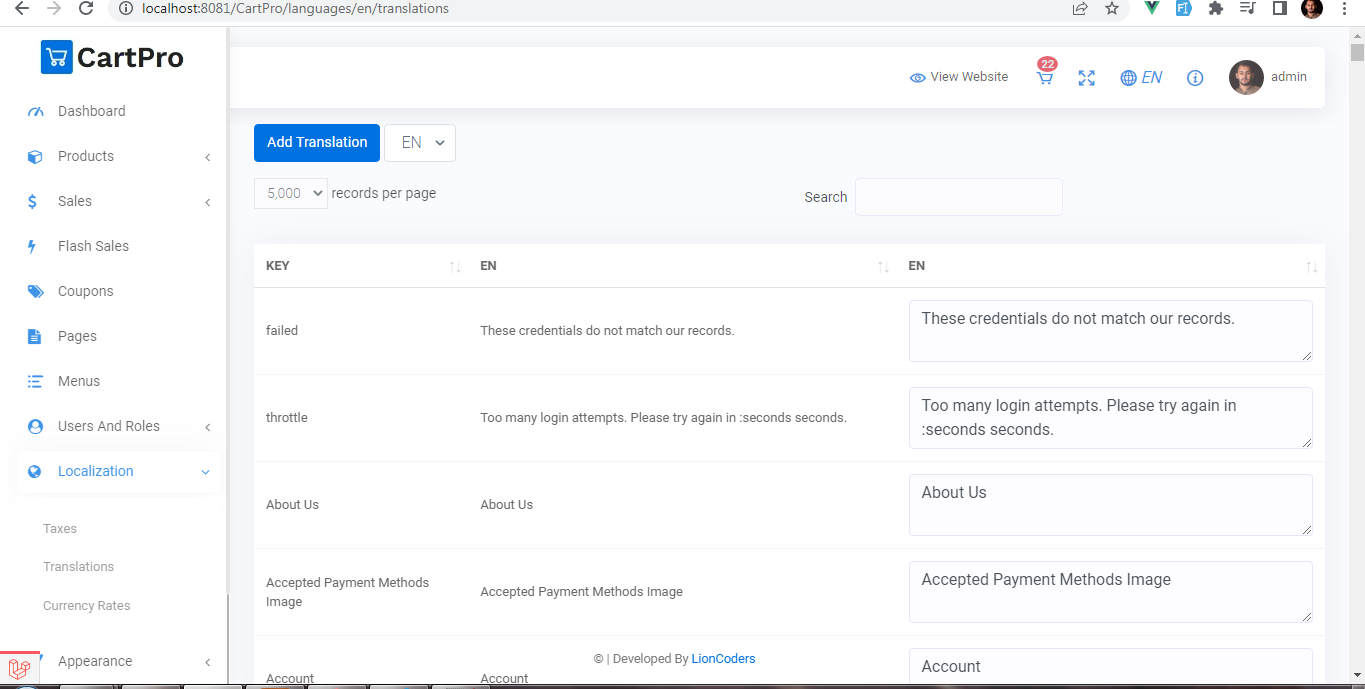 localhost:8081/CartPro/languages/en/translations
CartPro
Dashboard
Products
Sales
Flash Sales
Coupons
Pages
Menus
Users And Roles
Localization
Taxes
Translations
Currency Rates
Appearance
View Website
22
EN
admin
Add Translation
EN
5,000 records per page
Search
KEY EN EN
failed These credentials do not match our records. These credentials do not match our records.
throttle Too many login attempts. Please try again in :seconds seconds. Too many login attempts. Please try again in
:seconds seconds.
About Us About Us About Us
Accepted Payment Methods
Image
Accepted Payment Methods Image
Accepted Payment Methods Image
© | Developed By LionCoders
Account Account Account